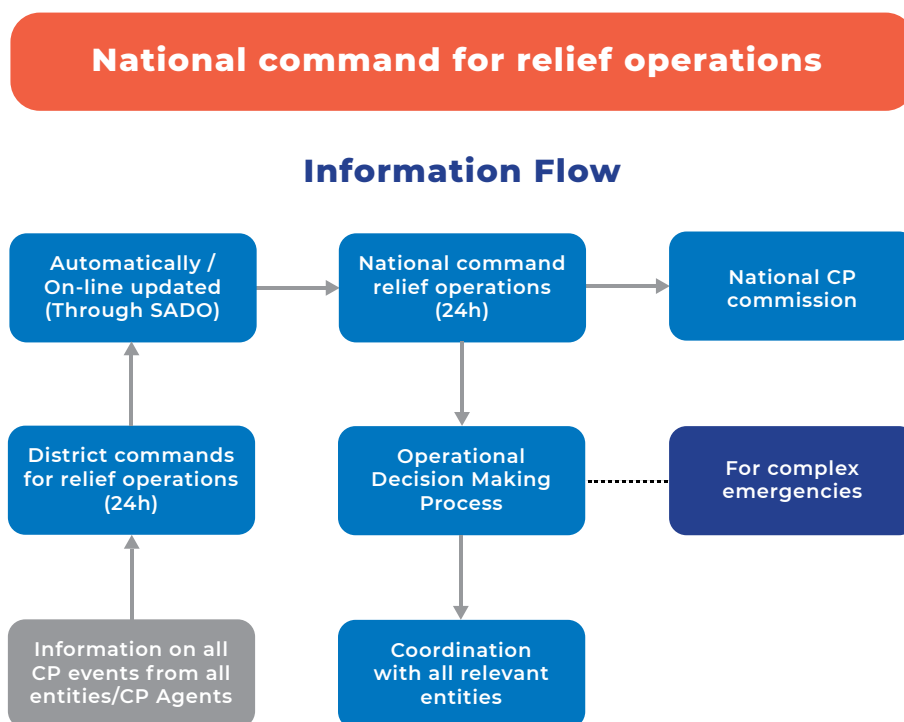 National command for relief operations
Information Flow
Automatically /
On-line updated
(Through SADO)
National command
relief operations
(24h)
National CP
commission
District commands
for relief operations
(24h)
Operational
Decision Making
Process
For complex
emergencies
Information on all
CP events from all
entities/CP Agents
Coordination
with all relevant
entities